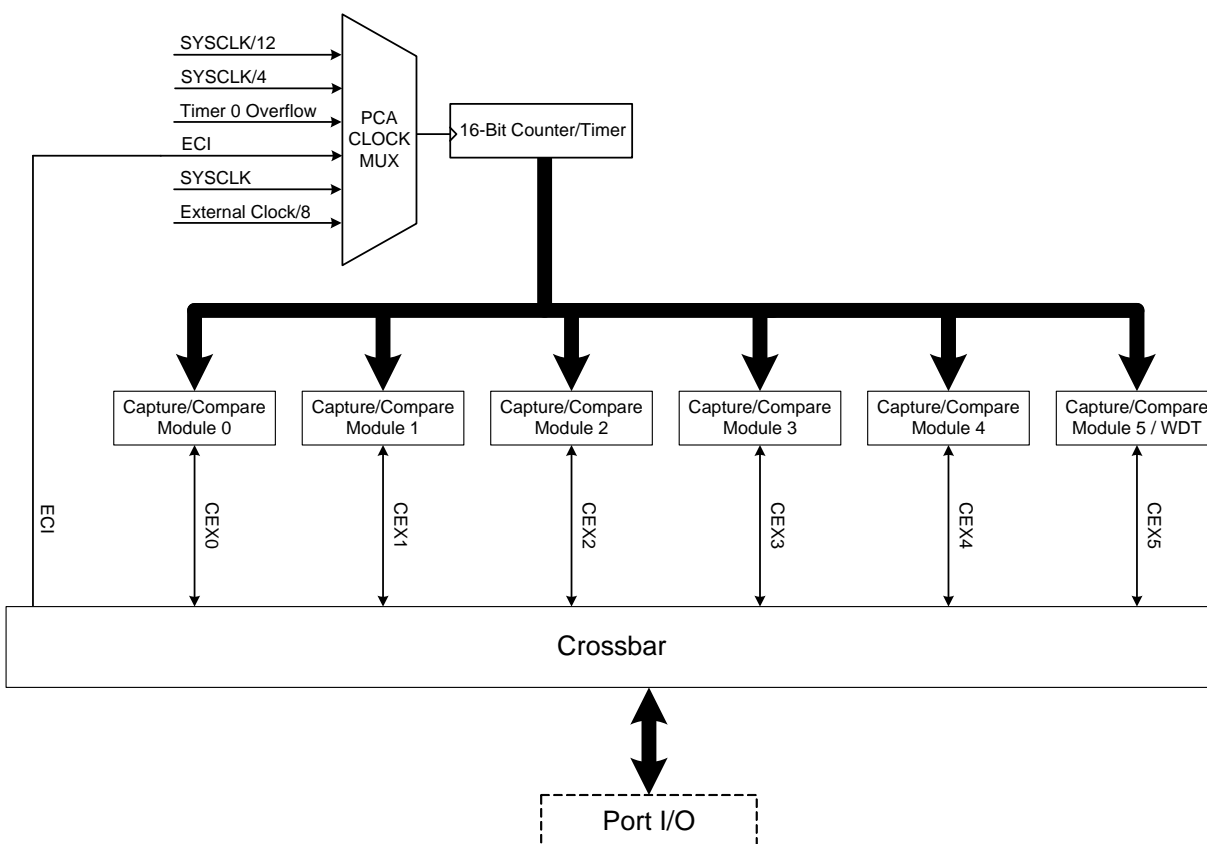 SYSCLK/12
SYSCLK/4
Timer 0 Overflow
ECI
SYSCLK
External Clock/8
PCA
CLOCK
MUX
16-Bit Counter/Timer
Capture/Compare
Module 0
Capture/Compare
Module 1
Capture/Compare
Module 2
Capture/Compare
Module 3
Capture/Compare
Module 4
Capture/Compare
Module 5 / WDT
ECI
CEX0
CEX1
CEX2
CEX3
CEX4
CEX5
Crossbar
Port I/O